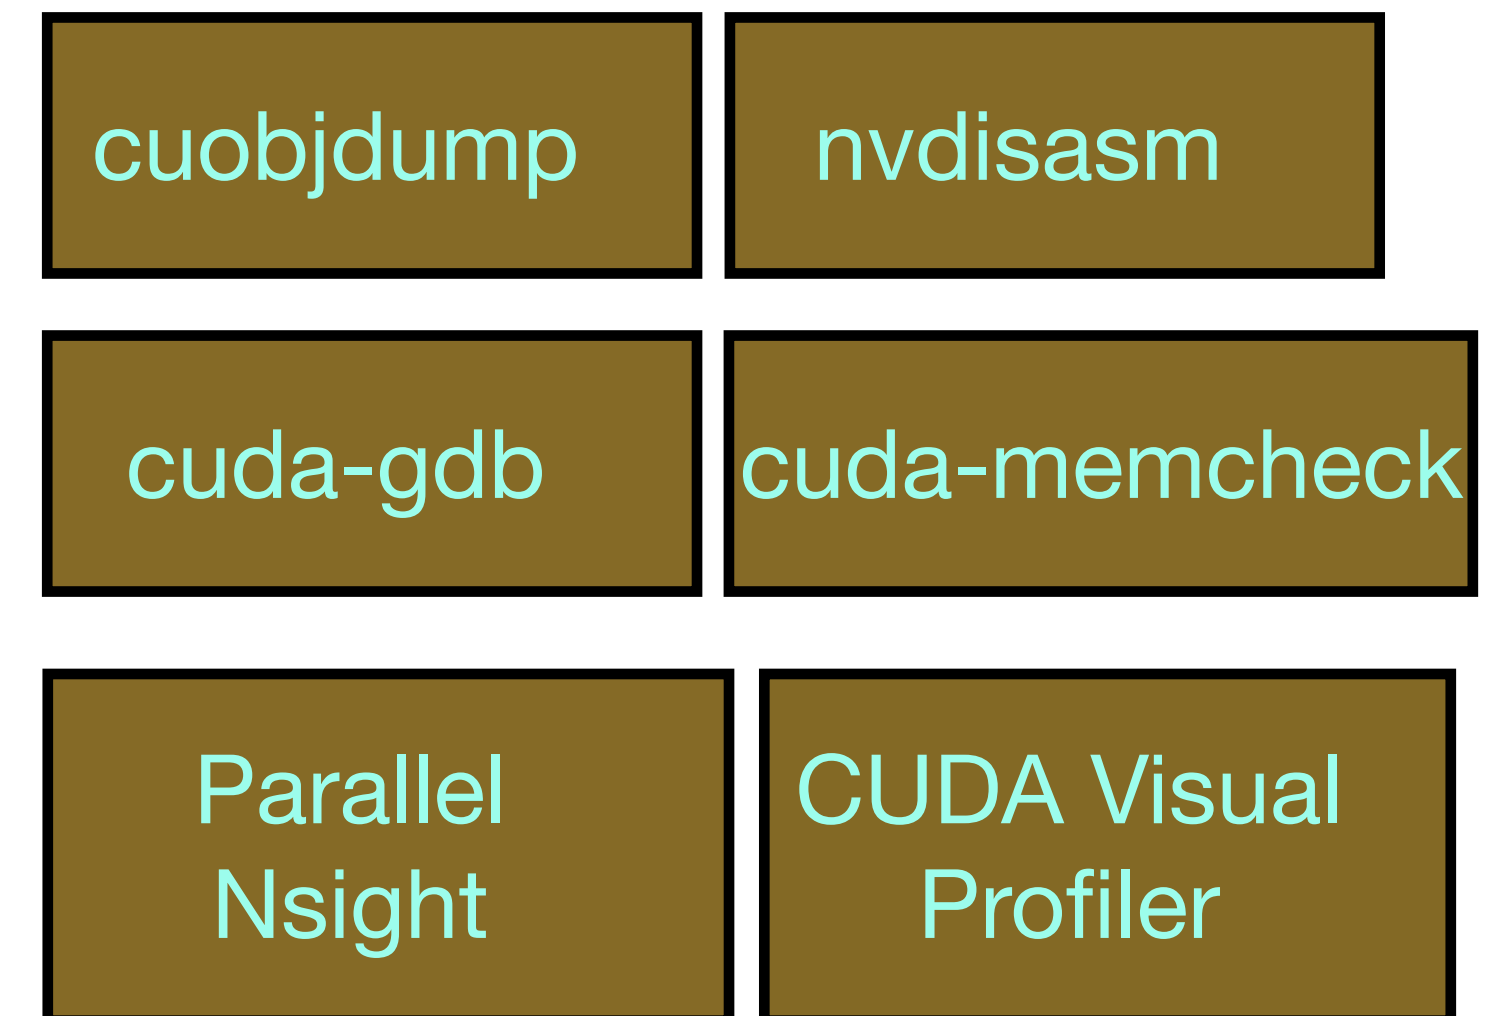 cuobjdump
nvdisasm
cuda-gdb
cuda-memcheck
Parallel
Nsight
CUDA Visual
Profiler